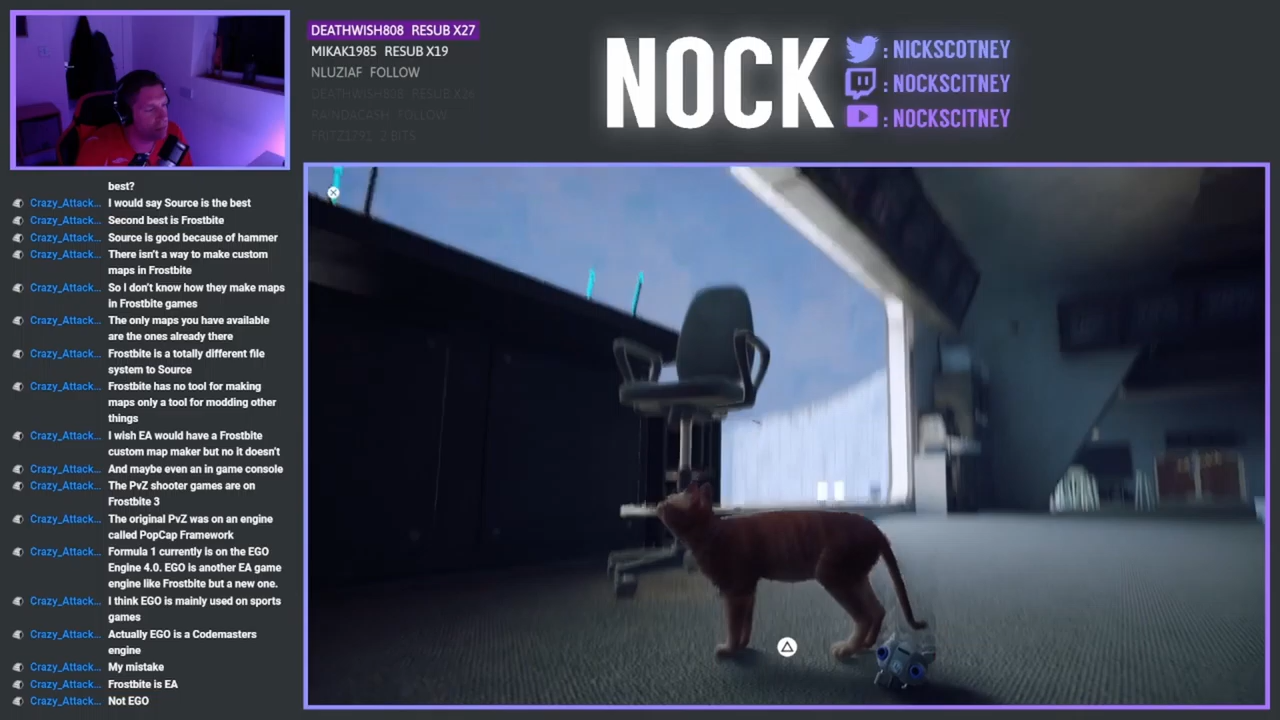 DEATHWISH808 RESUB X27
MIKAK1985 RESUB X19
NLUZIAF FOLLOW
DEATHWISH808 RESUB X26
RAINDACASH FOLLOW
FRITZ1792 2 BITS
NOCK
: NICKSCOTNEY
: NOCKSCITNEY
: NOCKSCITNEY
best?
Crazy_Attack... I would say Source is the best
Crazy_Attack... Second best is Frostbite
Crazy_Attack... Source is good because of hammer
Crazy_Attack... There isn't a way to make custom
maps in Frostbite
Crazy_Attack... So I don't know how they make maps
in Frostbite games
Crazy_Attack... The only maps you have available
are the ones already there
Crazy_Attack... Frostbite is a totally different file
system to Source
Crazy_Attack... Frostbite has no tool for making
maps only a tool for modding other
things
Crazy_Attack... I wish EA would have a Frostbite
custom map maker but no it doesn't
Crazy_Attack... And maybe even an in game console
Crazy_Attack... The PvZ shooter games are on
Frostbite 3
Crazy_Attack... The original PvZ was on an engine
called PopCap Framework
Crazy_Attack... Formula 1 currently is on the EGO
Engine 4.0. EGO is another EA game
engine like Frostbite but a new one.
Crazy_Attack... I think EGO is mainly used on sports
games
Crazy_Attack... Actually EGO is a Codemasters
engine
Crazy_Attack... My mistake
Crazy_Attack... Frostbite is EA
Crazy_Attack... Not EGO